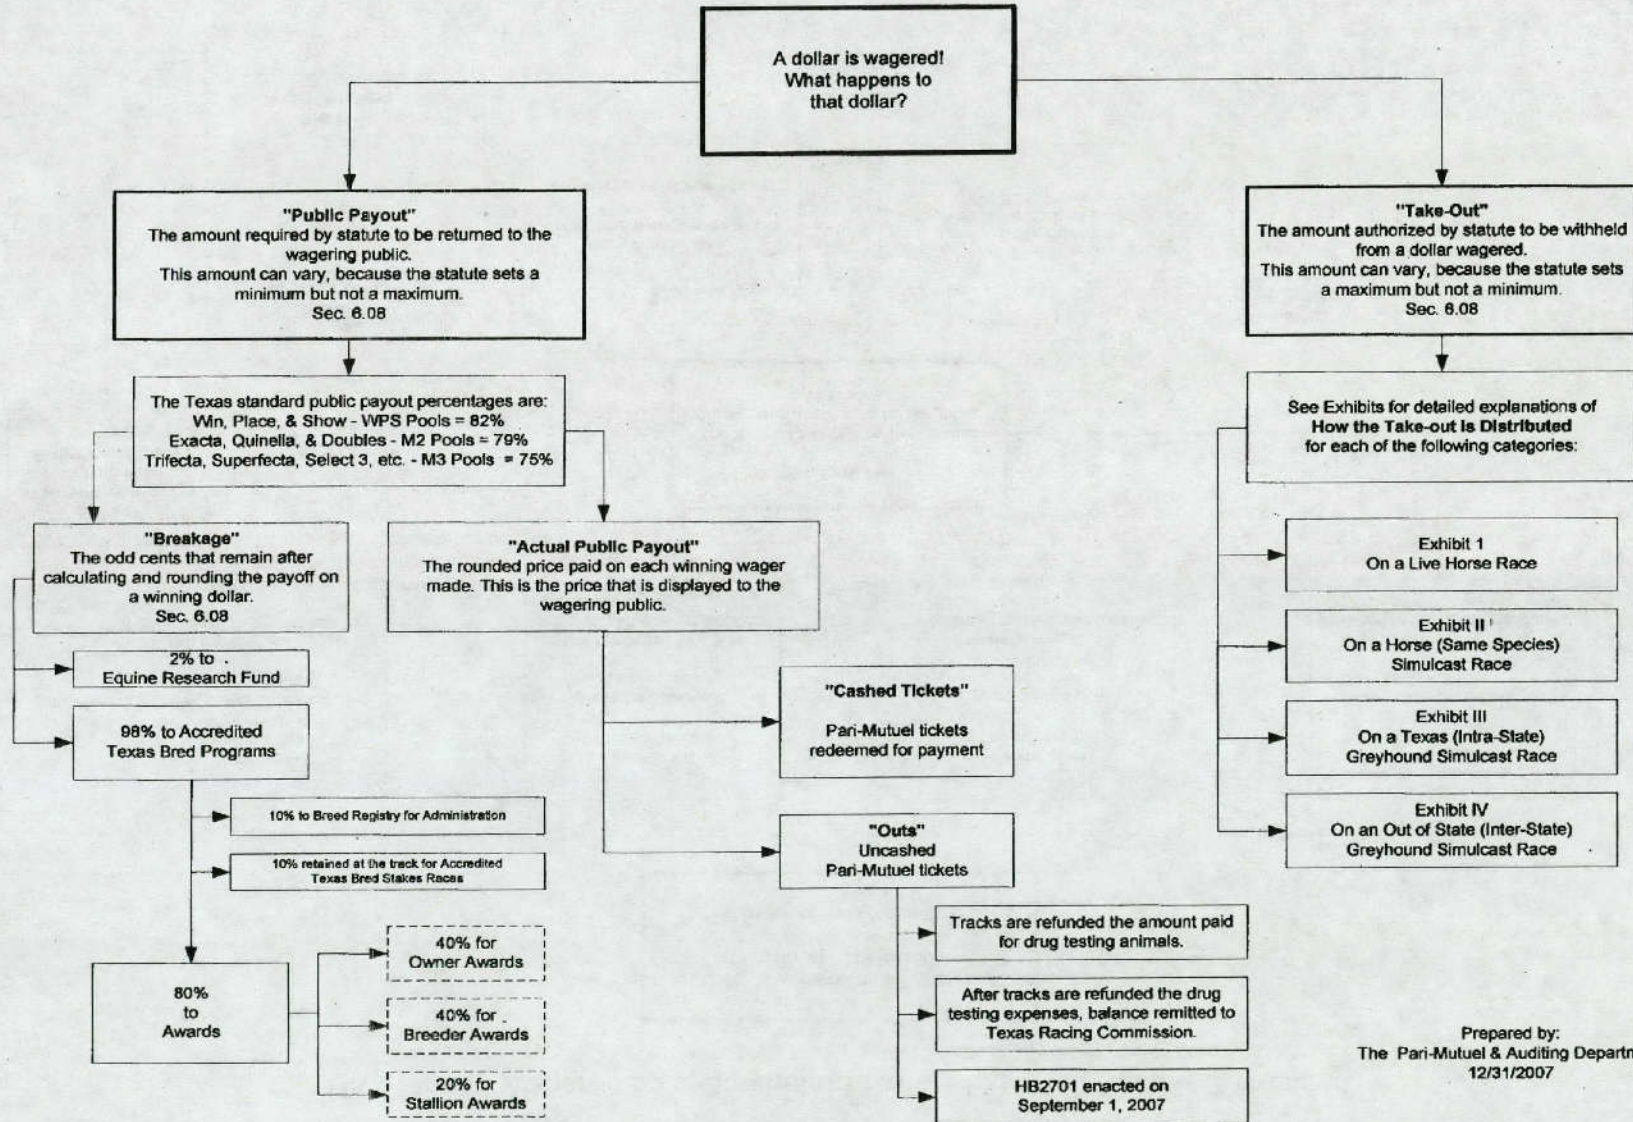 A dollar is wagered!
What happens to
that dollar?
"Public Payout"
The amount required by statute to be returned to the
wagering public.
This amount can vary, because the statute sets a
minimum but not a maximum.
Sec. 6.08
"Take-Out"
The amount authorized by statute to be withheld
from a dollar wagered.
This amount can vary, because the statute sets
a maximum but not a minimum.
Sec. 6.08
The Texas standard public payout percentages are:
Win, Place, & Show - WPS Pools = 82%
Exacta, Quinella, & Doubles - M2 Pools = 79%
Trifecta, Superfecta, Select 3, etc. - M3 Pools = 75%
See Exhibits for detailed explanations of
How the Take-out is Distributed
for each of the following categories:
"Breakage"
The odd cents that remain after
calculating and rounding the payoff on
a winning dollar.
Sec. 6.08
"Actual Public Payout"
The rounded price paid on each winning wager
made. This is the price that is displayed to the
wagering public.
2% to
Equine Research Fund
98% to Accredited
Texas Bred Programs
10% to Breed Registry for Administration
10% retained at the track for Accredited
Texas Bred Stakes Races
80%
to
Awards
40% for
Owner Awards
40% for
Breeder Awards
20% for
Stallion Awards
"Cashed Tickets"
Pari-Mutuel tickets
redeemed for payment
"Outs"
Uncashed
Pari-Mutuel tickets
Tracks are refunded the amount paid
for drug testing animals.
After tracks are refunded the drug
testing expenses, balance remitted to
Texas Racing Commission.
HB2701 enacted on
September 1, 2007
Exhibit 1
On a Live Horse Race
Exhibit II
On a Horse (Same Species)
Simulcast Race
Exhibit III
On a Texas (Intra-State)
Greyhound Simulcast Race
Exhibit IV
On an Out of State (Inter-State)
Greyhound Simulcast Race
Prepared by:
The Pari-Mutuel & Auditing Departm
12/31/2007